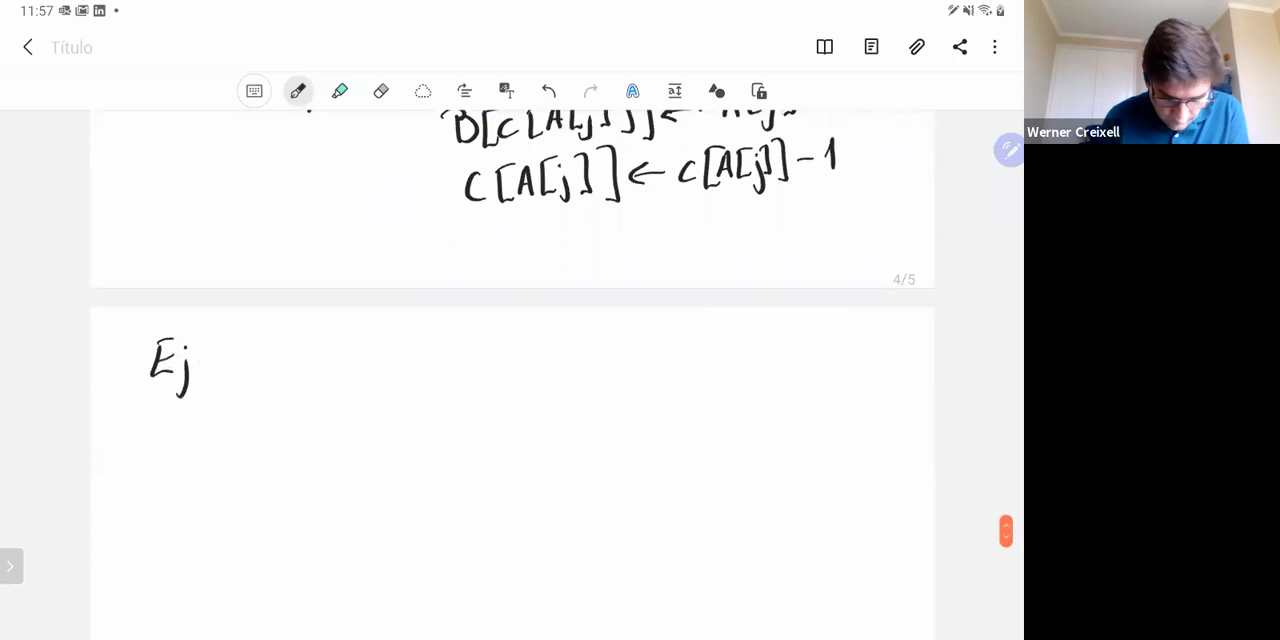 11:57
Título
B[C[A[j]]] ← A[j]
C[A[j]] ← C[A[j]] - 1
4/5
Ej
Werner Creixell